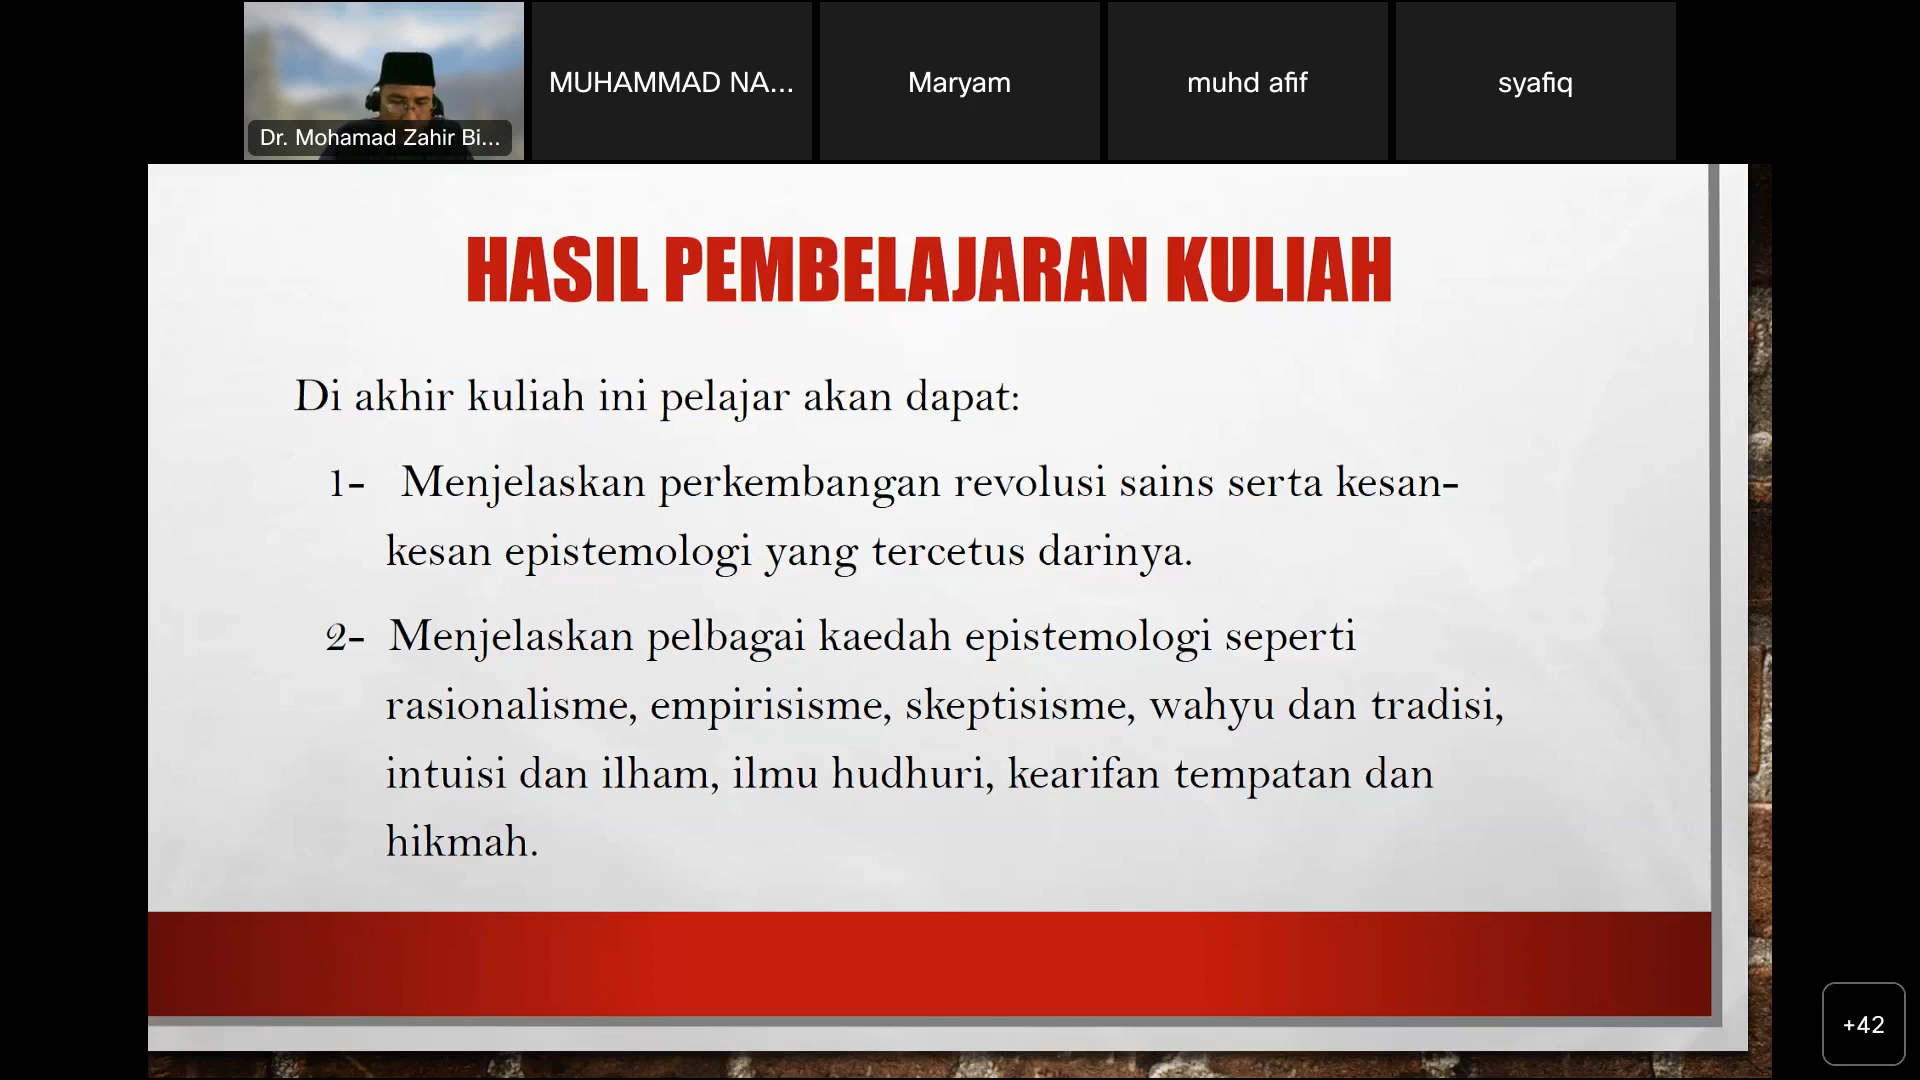 Dr. Mohamad Zahir Bi...
MUHAMMAD NA...
Maryam
muhd afif
syafiq
HASIL PEMBELAJARAN KULIAH
Di akhir kuliah ini pelajar akan dapat:
1- Menjelaskan perkembangan revolusi sains serta kesan-
kesan epistemologi yang tercetus darinya.
2- Menjelaskan pelbagai kaedah epistemologi seperti
rasionalisme, empirisisme, skeptisisme, wahyu dan tradisi,
intuisi dan ilham, ilmu hudhuri, kearifan tempatan dan
hikmah.
+42